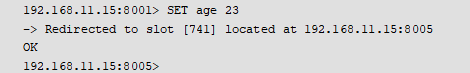 192.168.11.15:8001> SET age 23
-> Redirected to slot [741] located at 192.168.11.15:8005
OK
192.168.11.15:8005>